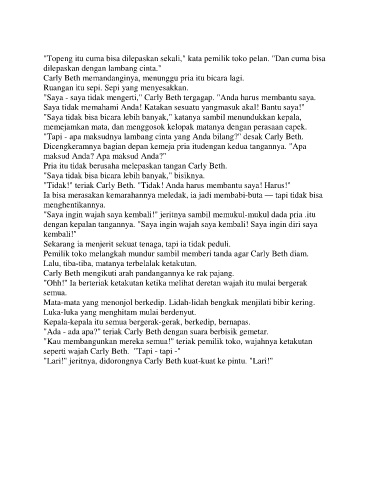 "Topeng itu cuma bisa dilepaskan sekali," kata pemilik toko pelan. "Dan cuma bisa
dilepaskan dengan lambang cinta."
Carly Beth memandanginya, menunggu pria itu bicara lagi.
Ruangan itu sepi. Sepi yang menyesakkan.
"Saya - saya tidak mengerti," Carly Beth tergagap. "Anda harus membantu saya.
Saya tidak memahami Anda! Katakan sesuatu yangmasuk akal! Bantu saya!"
"Saya tidak bisa bicara lebih banyak," katanya sambil menundukkan kepala,
memejamkan mata, dan menggosok kelopak matanya dengan perasaan capek.
"Tapi - apa maksudnya lambang cinta yang Anda bilang?" desak Carly Beth.
Dicengkeramnya bagian depan kemeja pria itudengan kedua tangannya. "Apa
maksud Anda? Apa maksud Anda?"
Pria itu tidak berusaha melepaskan tangan Carly Beth.
"Saya tidak bisa bicara lebih banyak," bisiknya.
"Tidak!" teriak Carly Beth. "Tidak! Anda harus membantu saya! Harus!"
Ia bisa merasakan kemarahannya meledak, ia jadi membabi-buta — tapi tidak bisa
menghentikannya.
"Saya ingin wajah saya kembali!" jeritnya sambil memukul-mukul dada pria .itu
dengan kepalan tangannya. "Saya ingin wajah saya kembali! Saya ingin diri saya
kembali!"
Sekarang ia menjerit sekuat tenaga, tapi ia tidak peduli.
Pemilik toko melangkah mundur sambil memberi tanda agar Carly Beth diam.
Lalu, tiba-tiba, matanya terbelalak ketakutan.
Carly Beth mengikuti arah pandangannya ke rak pajang.
"Ohh!" Ia berteriak ketakutan ketika melihat deretan wajah itu mulai bergerak
semua.
Mata-mata yang menonjol berkedip. Lidah-lidah bengkak menjilati bibir kering.
Luka-luka yang menghitam mulai berdenyut.
Kepala-kepala itu semua bergerak-gerak, berkedip, bernapas.
"Ada - ada apa?" teriak Carly Beth dengan suara berbisik gemetar.
"Kau membangunkan mereka semua!" teriak pemilik toko, wajahnya ketakutan
seperti wajah Carly Beth.  "Tapi - tapi -"
"Lari!" jeritnya, didorongnya Carly Beth kuat-kuat ke pintu. "Lari!"